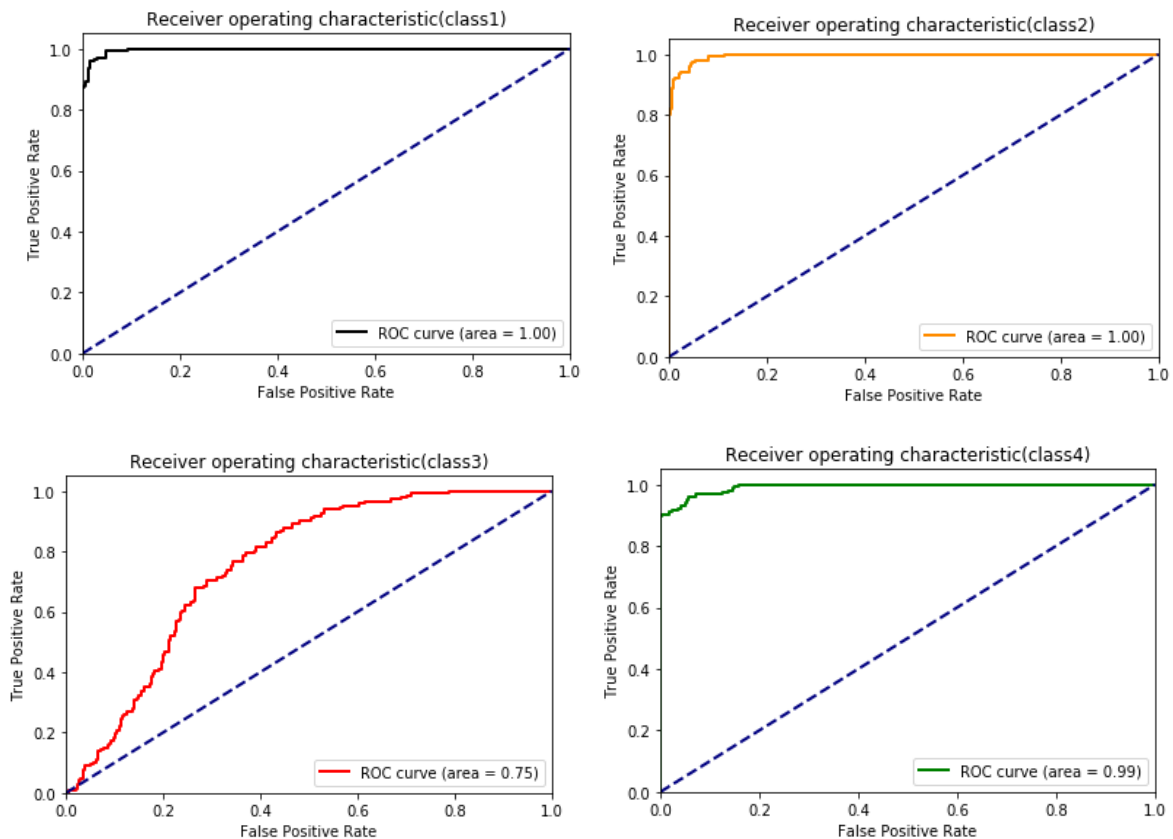 Receiver operating characteristic(class1)
True Positive Rate
1.0
0.8
0.6
0.4
0.2
0.0
ROC curve (area = 1.00)
0.0 0.2 0.4 0.6 0.8 1.0
False Positive Rate
Receiver operating characteristic(class2)
True Positive Rate
1.0
0.8
0.6
0.4
0.2
0.0
ROC curve (area = 1.00)
0.0 0.2 0.4 0.6 0.8 1.0
False Positive Rate
Receiver operating characteristic(class3)
True Positive Rate
1.0
0.8
0.6
0.4
0.2
0.0
ROC curve (area = 0.75)
0.0 0.2 0.4 0.6 0.8 1.0
False Positive Rate
Receiver operating characteristic(class4)
True Positive Rate
1.0
0.8
0.6
0.4
0.2
0.0
ROC curve (area = 0.99)
0.0 0.2 0.4 0.6 0.8 1.0
False Positive Rate